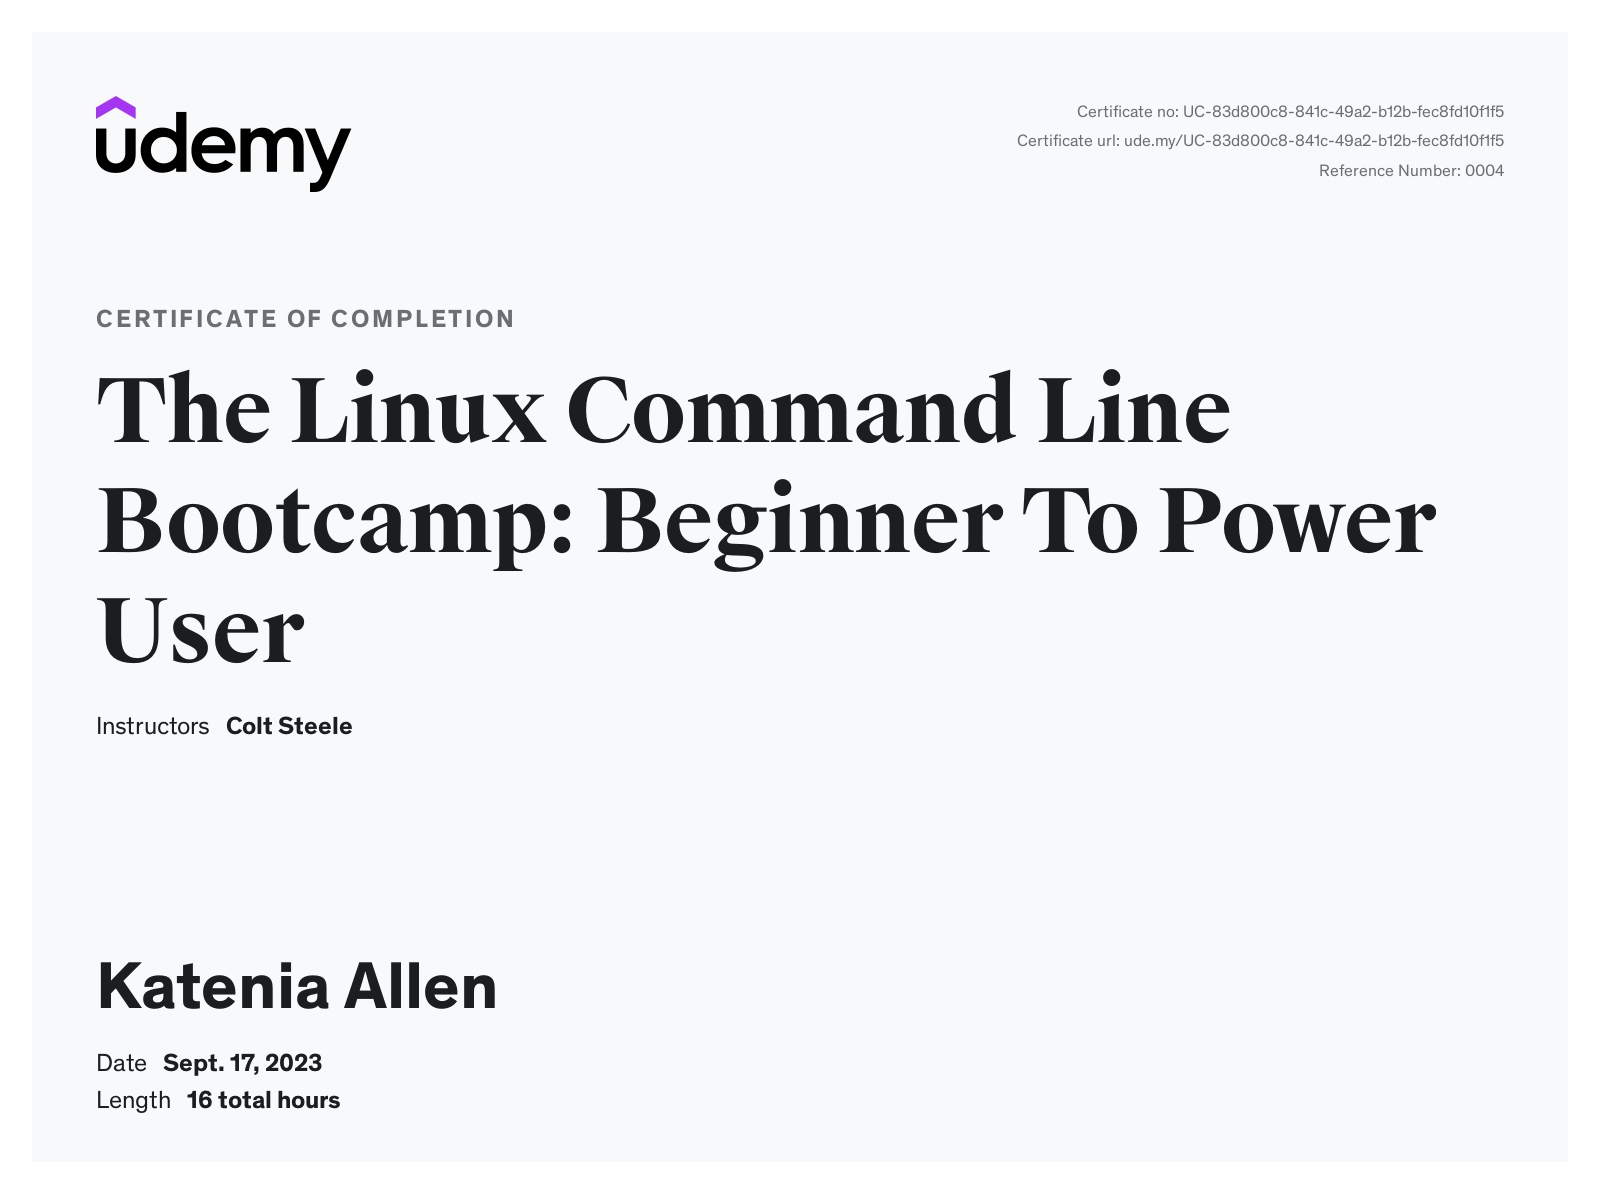 udemy
Certificate no: UC-83d800c8-841c-49a2-b12b-fec8fd10f1f5
Certificate url: ude.my/UC-83d800c8-841c-49a2-b12b-fec8fd10f1f5
Reference Number: 0004
CERTIFICATE OF COMPLETION
The Linux Command Line
Bootcamp: Beginner To Power
User
Instructors Colt Steele
Katenia Allen
Date Sept. 17, 2023
Length 16 total hours